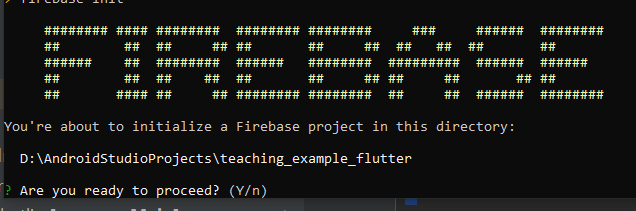 firebase init
FIREBASE
You're about to initialize a Firebase project in this directory:
D:\AndroidStudioProjects\teaching_example_flutter
? Are you ready to proceed? (Y/n)